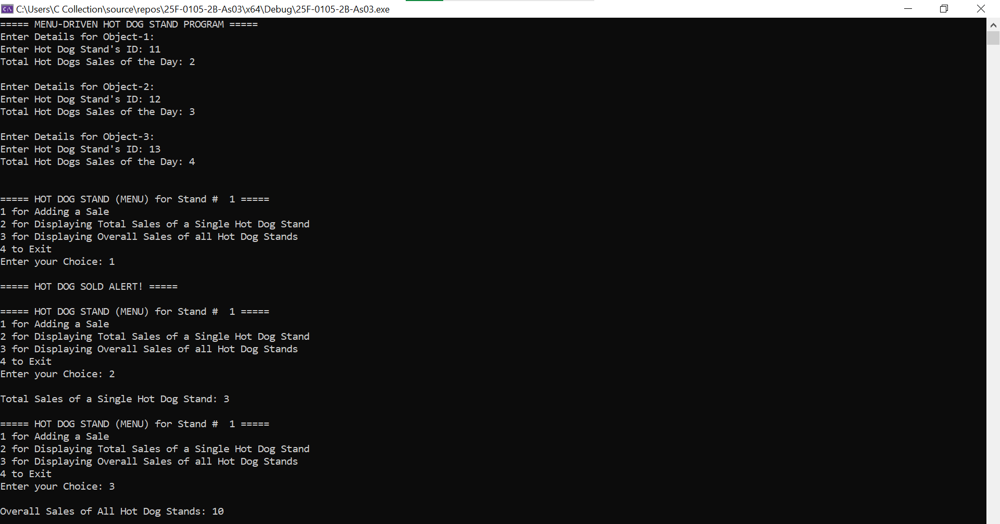 C:\Users\C Collection\source\repos\25F-0105-2B-As03\x64\Debug\25F-0105-2B-As03.exe
===== MENU-DRIVEN HOT DOG STAND PROGRAM =====
Enter Details for Object-1:
Enter Hot Dog Stand's ID: 11
Total Hot Dogs Sales of the Day: 2
Enter Details for Object-2:
Enter Hot Dog Stand's ID: 12
Total Hot Dogs Sales of the Day: 3
Enter Details for Object-3:
Enter Hot Dog Stand's ID: 13
Total Hot Dogs Sales of the Day: 4
===== HOT DOG STAND (MENU) for Stand #  1 =====
1 for Adding a Sale
2 for Displaying Total Sales of a Single Hot Dog Stand
3 for Displaying Overall Sales of all Hot Dog Stands
4 to Exit
Enter your Choice: 1
===== HOT DOG SOLD ALERT! =====
===== HOT DOG STAND (MENU) for Stand #  1 =====
1 for Adding a Sale
2 for Displaying Total Sales of a Single Hot Dog Stand
3 for Displaying Overall Sales of all Hot Dog Stands
4 to Exit
Enter your Choice: 2
Total Sales of a Single Hot Dog Stand: 3
===== HOT DOG STAND (MENU) for Stand #  1 =====
1 for Adding a Sale
2 for Displaying Total Sales of a Single Hot Dog Stand
3 for Displaying Overall Sales of all Hot Dog Stands
4 to Exit
Enter your Choice: 3
Overall Sales of All Hot Dog Stands: 10